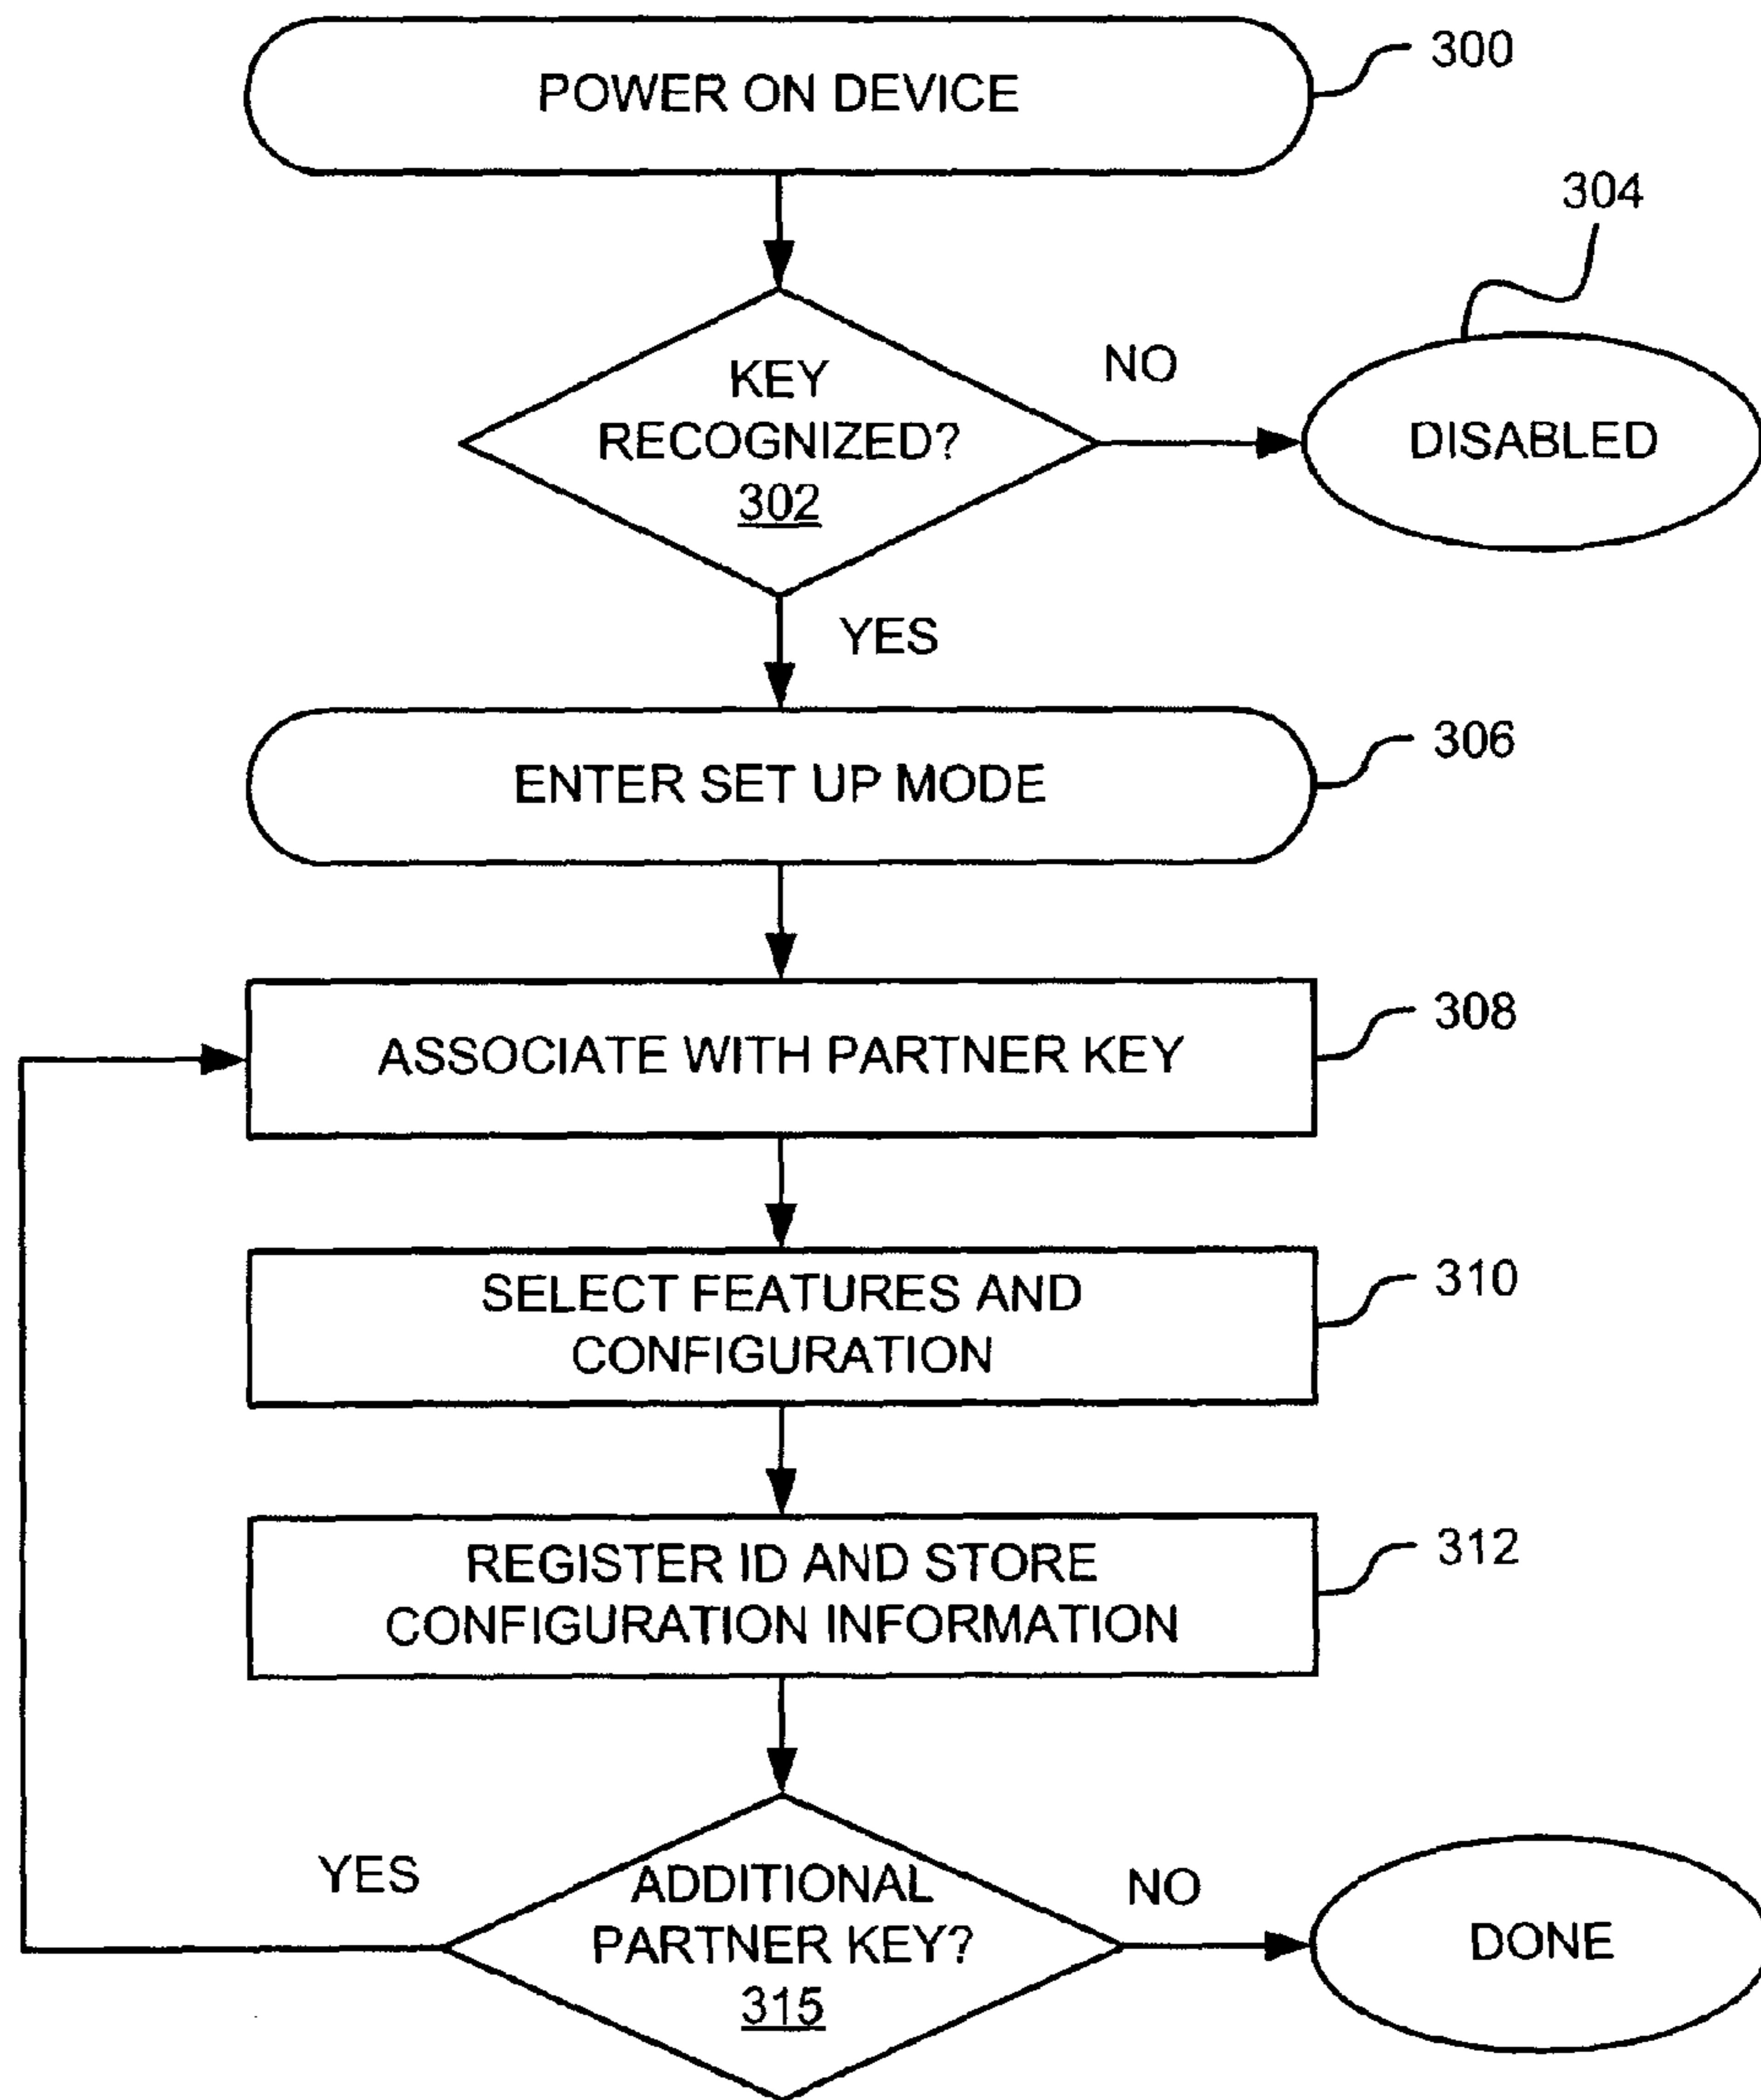 POWER ON DEVICE
300
304
KEY
RECOGNIZED?
302
NO
DISABLED
YES
ENTER SET UP MODE
306
ASSOCIATE WITH PARTNER KEY
308
SELECT FEATURES AND
CONFIGURATION
310
REGISTER ID AND STORE
CONFIGURATION INFORMATION
312
YES
ADDITIONAL
PARTNER KEY?
315
NO
DONE